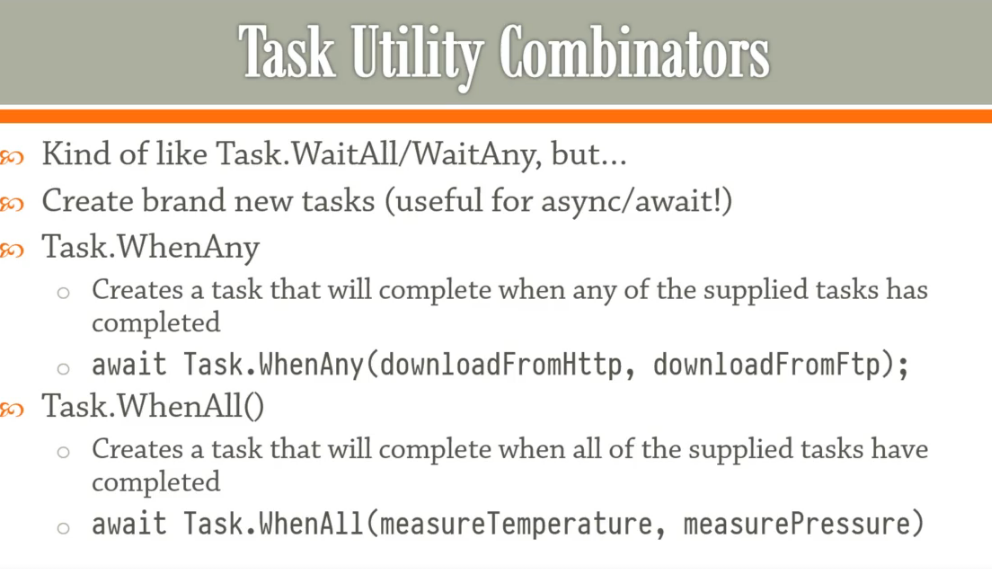 Task Utility Combinators
Kind of like Task.WaitAll/WaitAny, but…
Create brand new tasks (useful for async/await!)
Task.WhenAny
Creates a task that will complete when any of the supplied tasks has
completed
await Task.WhenAny(downloadFromHttp, downloadFromFtp);
Task.WhenAll()
Creates a task that will complete when all of the supplied tasks have
completed
await Task.WhenAll(measureTemperature, measurePressure)